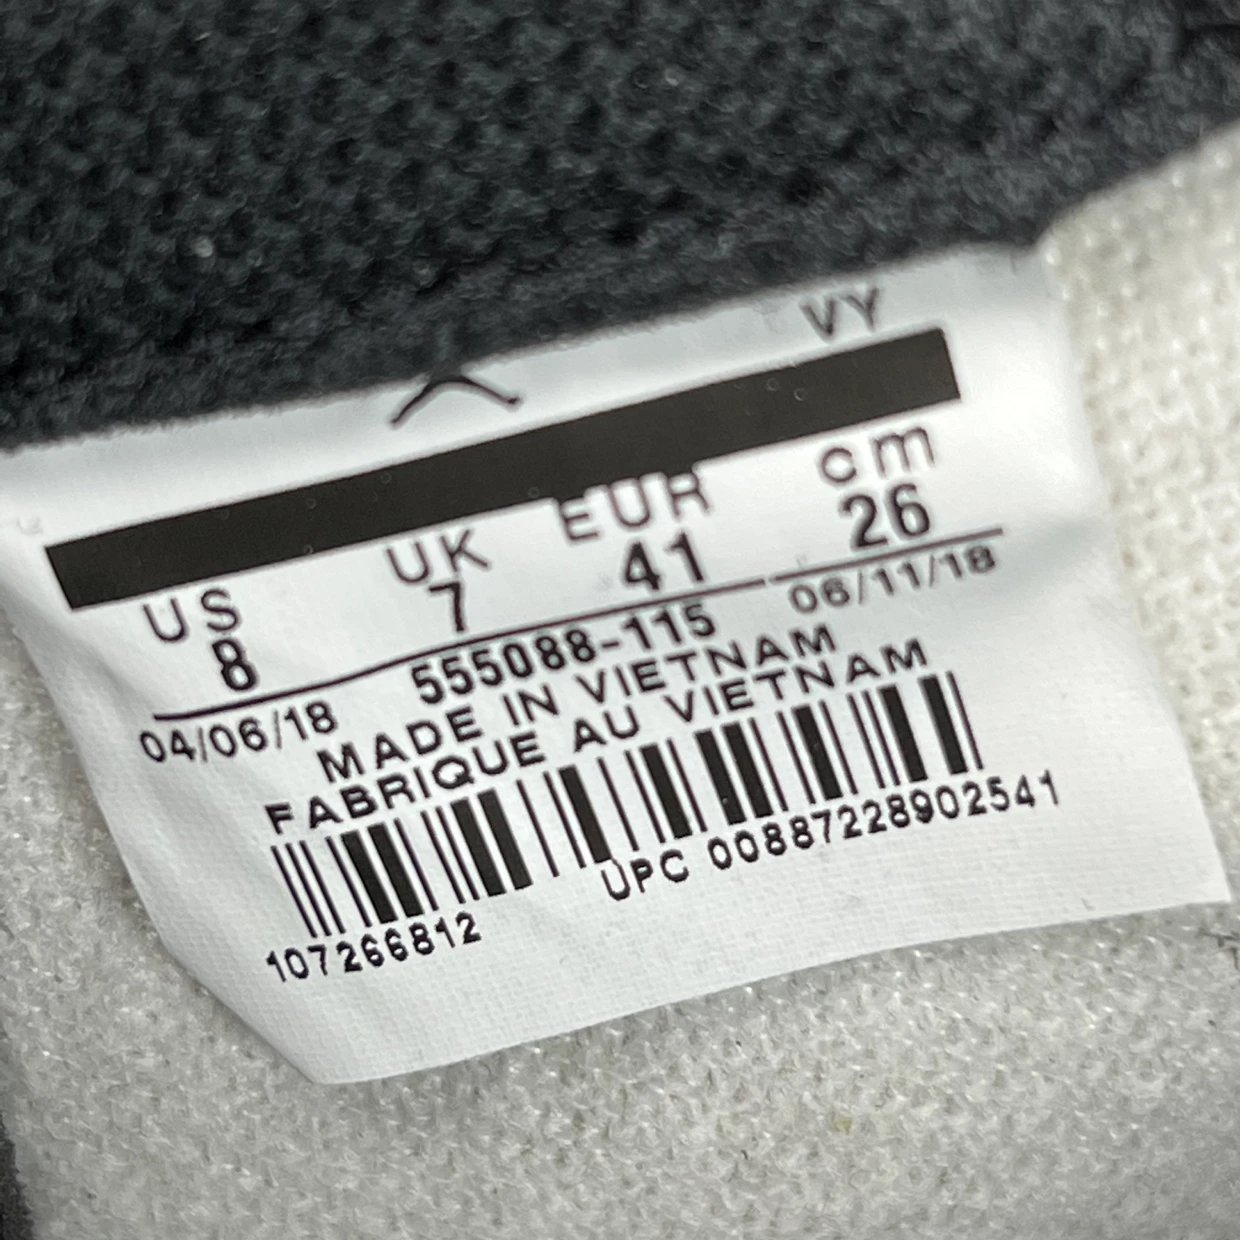 VY
US UK EUR cm
8 7 41 26
04/06/18 555088-115 06/11/18
MADE IN VIETNAM
FABRIQUE AU VIETNAM
107266812 UPC 00887228902541